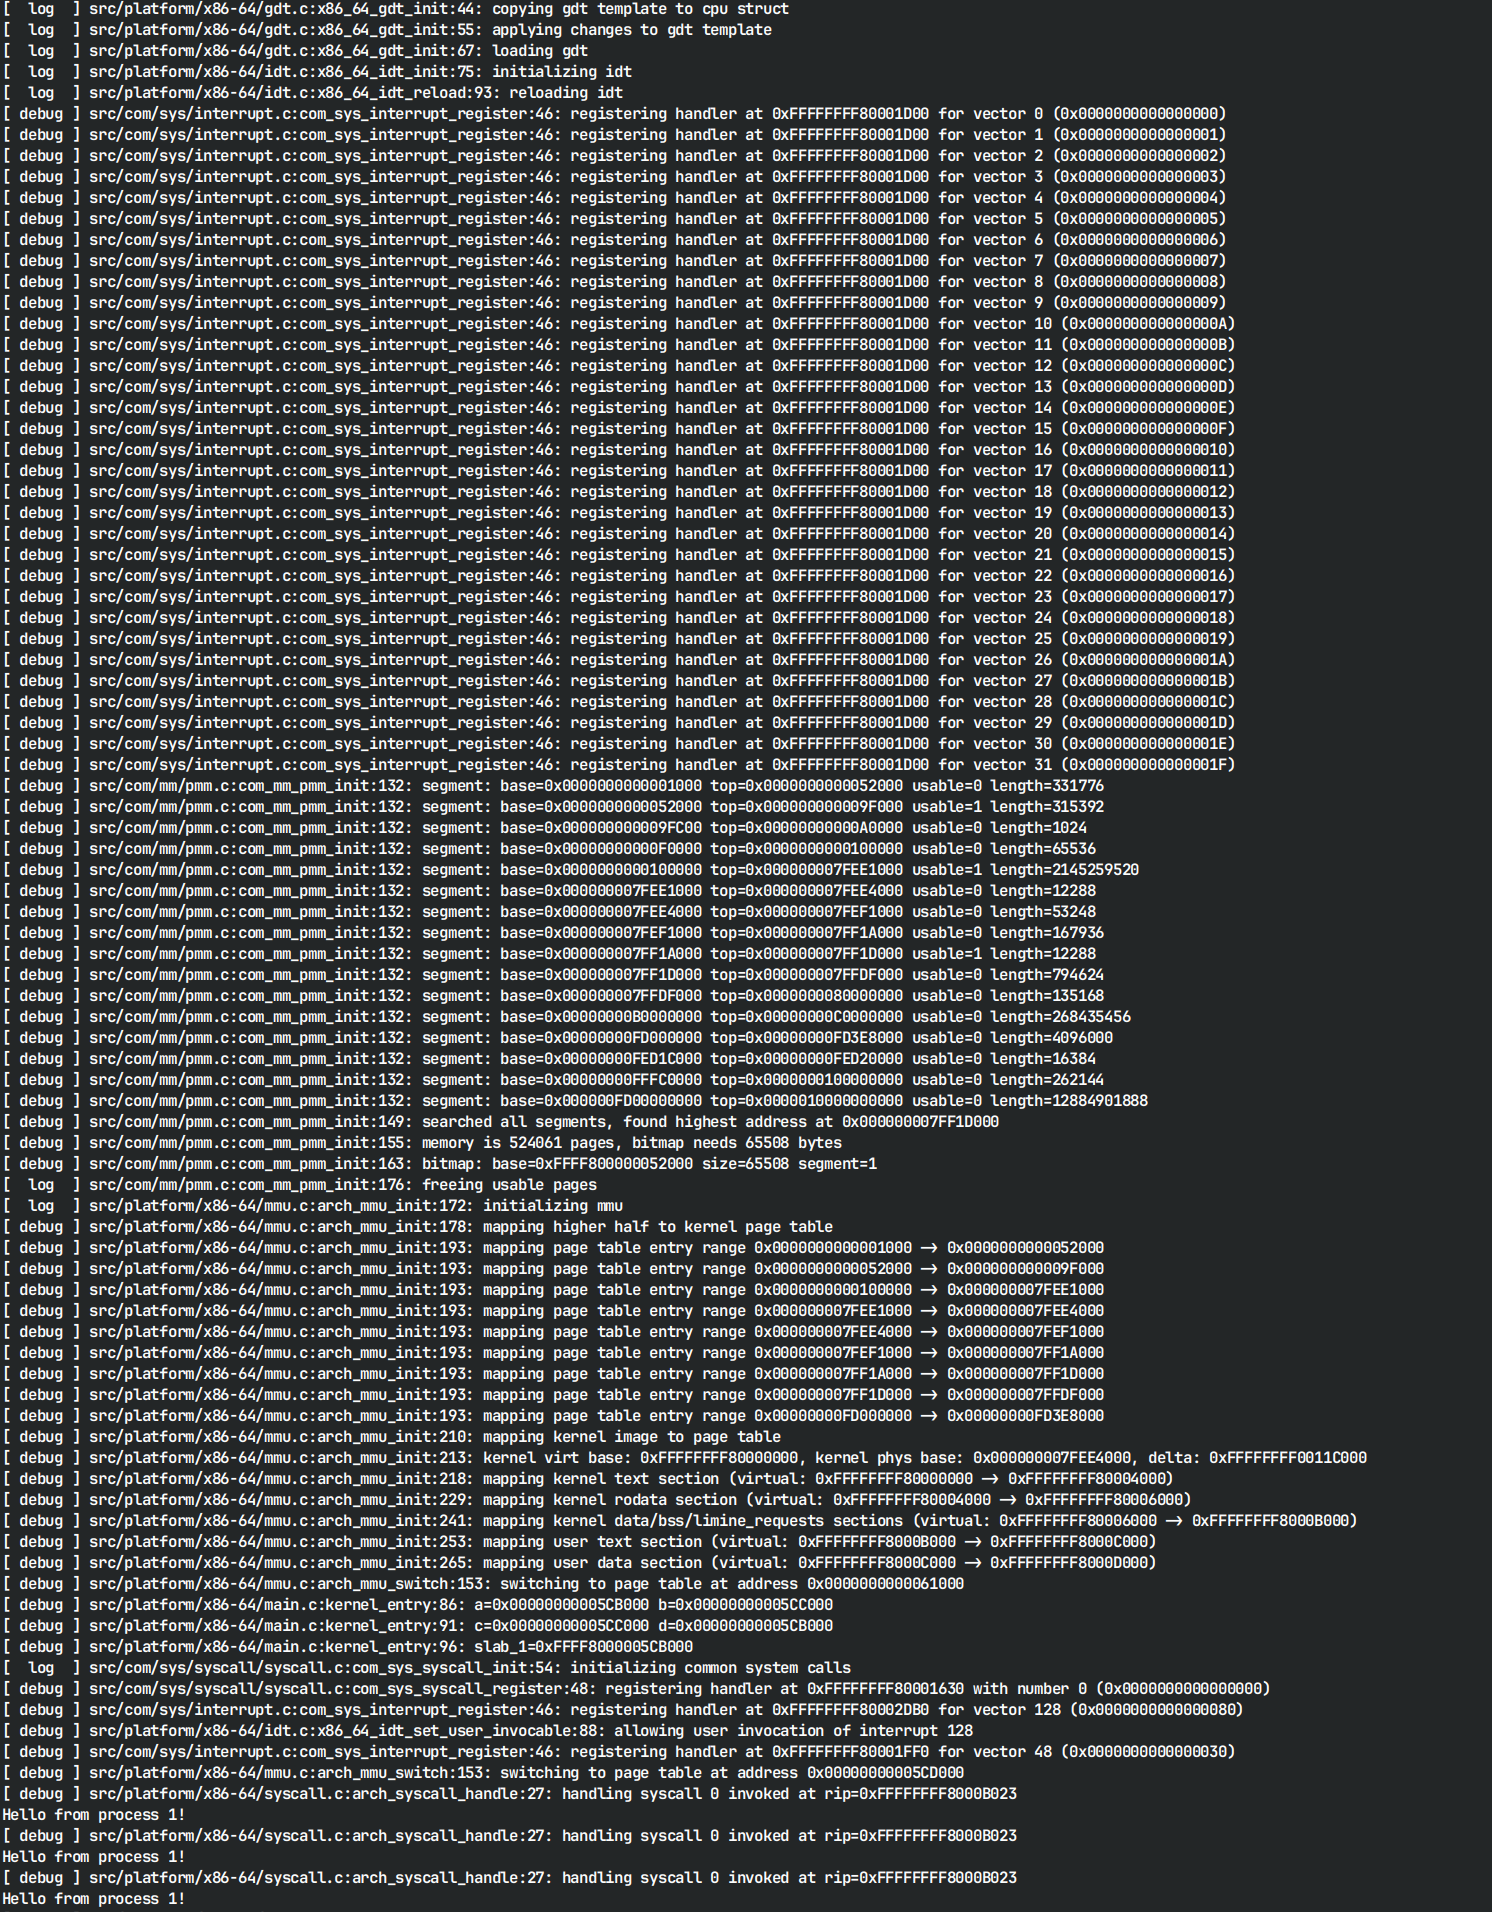 [  log  ] src/platform/x86-64/gdt.c:x86_64_gdt_init:44: copying gdt template to cpu struct
[  log  ] src/platform/x86-64/gdt.c:x86_64_gdt_init:55: applying changes to gdt template
[  log  ] src/platform/x86-64/gdt.c:x86_64_gdt_init:67: loading gdt
[  log  ] src/platform/x86-64/idt.c:x86_64_idt_init:75: initializing idt
[  log  ] src/platform/x86-64/idt.c:x86_64_idt_reload:93: reloading idt
[ debug ] src/com/sys/interrupt.c:com_sys_interrupt_register:46: registering handler at 0xFFFFFFFF80001D00 for vector 0 (0x0000000000000000)
[ debug ] src/com/sys/interrupt.c:com_sys_interrupt_register:46: registering handler at 0xFFFFFFFF80001D00 for vector 1 (0x0000000000000001)
[ debug ] src/com/sys/interrupt.c:com_sys_interrupt_register:46: registering handler at 0xFFFFFFFF80001D00 for vector 2 (0x0000000000000002)
[ debug ] src/com/sys/interrupt.c:com_sys_interrupt_register:46: registering handler at 0xFFFFFFFF80001D00 for vector 3 (0x0000000000000003)
[ debug ] src/com/sys/interrupt.c:com_sys_interrupt_register:46: registering handler at 0xFFFFFFFF80001D00 for vector 4 (0x0000000000000004)
[ debug ] src/com/sys/interrupt.c:com_sys_interrupt_register:46: registering handler at 0xFFFFFFFF80001D00 for vector 5 (0x0000000000000005)
[ debug ] src/com/sys/interrupt.c:com_sys_interrupt_register:46: registering handler at 0xFFFFFFFF80001D00 for vector 6 (0x0000000000000006)
[ debug ] src/com/sys/interrupt.c:com_sys_interrupt_register:46: registering handler at 0xFFFFFFFF80001D00 for vector 7 (0x0000000000000007)
[ debug ] src/com/sys/interrupt.c:com_sys_interrupt_register:46: registering handler at 0xFFFFFFFF80001D00 for vector 8 (0x0000000000000008)
[ debug ] src/com/sys/interrupt.c:com_sys_interrupt_register:46: registering handler at 0xFFFFFFFF80001D00 for vector 9 (0x0000000000000009)
[ debug ] src/com/sys/interrupt.c:com_sys_interrupt_register:46: registering handler at 0xFFFFFFFF80001D00 for vector 10 (0x000000000000000A)
[ debug ] src/com/sys/interrupt.c:com_sys_interrupt_register:46: registering handler at 0xFFFFFFFF80001D00 for vector 11 (0x000000000000000B)
[ debug ] src/com/sys/interrupt.c:com_sys_interrupt_register:46: registering handler at 0xFFFFFFFF80001D00 for vector 12 (0x000000000000000C)
[ debug ] src/com/sys/interrupt.c:com_sys_interrupt_register:46: registering handler at 0xFFFFFFFF80001D00 for vector 13 (0x000000000000000D)
[ debug ] src/com/sys/interrupt.c:com_sys_interrupt_register:46: registering handler at 0xFFFFFFFF80001D00 for vector 14 (0x000000000000000E)
[ debug ] src/com/sys/interrupt.c:com_sys_interrupt_register:46: registering handler at 0xFFFFFFFF80001D00 for vector 15 (0x000000000000000F)
[ debug ] src/com/sys/interrupt.c:com_sys_interrupt_register:46: registering handler at 0xFFFFFFFF80001D00 for vector 16 (0x0000000000000010)
[ debug ] src/com/sys/interrupt.c:com_sys_interrupt_register:46: registering handler at 0xFFFFFFFF80001D00 for vector 17 (0x0000000000000011)
[ debug ] src/com/sys/interrupt.c:com_sys_interrupt_register:46: registering handler at 0xFFFFFFFF80001D00 for vector 18 (0x0000000000000012)
[ debug ] src/com/sys/interrupt.c:com_sys_interrupt_register:46: registering handler at 0xFFFFFFFF80001D00 for vector 19 (0x0000000000000013)
[ debug ] src/com/sys/interrupt.c:com_sys_interrupt_register:46: registering handler at 0xFFFFFFFF80001D00 for vector 20 (0x0000000000000014)
[ debug ] src/com/sys/interrupt.c:com_sys_interrupt_register:46: registering handler at 0xFFFFFFFF80001D00 for vector 21 (0x0000000000000015)
[ debug ] src/com/sys/interrupt.c:com_sys_interrupt_register:46: registering handler at 0xFFFFFFFF80001D00 for vector 22 (0x0000000000000016)
[ debug ] src/com/sys/interrupt.c:com_sys_interrupt_register:46: registering handler at 0xFFFFFFFF80001D00 for vector 23 (0x0000000000000017)
[ debug ] src/com/sys/interrupt.c:com_sys_interrupt_register:46: registering handler at 0xFFFFFFFF80001D00 for vector 24 (0x0000000000000018)
[ debug ] src/com/sys/interrupt.c:com_sys_interrupt_register:46: registering handler at 0xFFFFFFFF80001D00 for vector 25 (0x0000000000000019)
[ debug ] src/com/sys/interrupt.c:com_sys_interrupt_register:46: registering handler at 0xFFFFFFFF80001D00 for vector 26 (0x000000000000001A)
[ debug ] src/com/sys/interrupt.c:com_sys_interrupt_register:46: registering handler at 0xFFFFFFFF80001D00 for vector 27 (0x000000000000001B)
[ debug ] src/com/sys/interrupt.c:com_sys_interrupt_register:46: registering handler at 0xFFFFFFFF80001D00 for vector 28 (0x000000000000001C)
[ debug ] src/com/sys/interrupt.c:com_sys_interrupt_register:46: registering handler at 0xFFFFFFFF80001D00 for vector 29 (0x000000000000001D)
[ debug ] src/com/sys/interrupt.c:com_sys_interrupt_register:46: registering handler at 0xFFFFFFFF80001D00 for vector 30 (0x000000000000001E)
[ debug ] src/com/sys/interrupt.c:com_sys_interrupt_register:46: registering handler at 0xFFFFFFFF80001D00 for vector 31 (0x000000000000001F)
[ debug ] src/com/mm/pmm.c:com_mm_pmm_init:132: segment: base=0x0000000000001000 top=0x0000000000052000 usable=0 length=331776
[ debug ] src/com/mm/pmm.c:com_mm_pmm_init:132: segment: base=0x0000000000052000 top=0x000000000009F000 usable=1 length=315392
[ debug ] src/com/mm/pmm.c:com_mm_pmm_init:132: segment: base=0x000000000009FC00 top=0x00000000000A0000 usable=0 length=1024
[ debug ] src/com/mm/pmm.c:com_mm_pmm_init:132: segment: base=0x00000000000F0000 top=0x0000000000100000 usable=0 length=65536
[ debug ] src/com/mm/pmm.c:com_mm_pmm_init:132: segment: base=0x0000000000100000 top=0x000000007FEE1000 usable=1 length=2145259520
[ debug ] src/com/mm/pmm.c:com_mm_pmm_init:132: segment: base=0x000000007FEE1000 top=0x000000007FEE4000 usable=0 length=12288
[ debug ] src/com/mm/pmm.c:com_mm_pmm_init:132: segment: base=0x000000007FEE4000 top=0x000000007FEF1000 usable=0 length=53248
[ debug ] src/com/mm/pmm.c:com_mm_pmm_init:132: segment: base=0x000000007FEF1000 top=0x000000007FF1A000 usable=0 length=167936
[ debug ] src/com/mm/pmm.c:com_mm_pmm_init:132: segment: base=0x000000007FF1A000 top=0x000000007FF1D000 usable=1 length=12288
[ debug ] src/com/mm/pmm.c:com_mm_pmm_init:132: segment: base=0x000000007FF1D000 top=0x000000007FFDF000 usable=0 length=794624
[ debug ] src/com/mm/pmm.c:com_mm_pmm_init:132: segment: base=0x000000007FFDF000 top=0x0000000080000000 usable=0 length=135168
[ debug ] src/com/mm/pmm.c:com_mm_pmm_init:132: segment: base=0x00000000B0000000 top=0x00000000C0000000 usable=0 length=268435456
[ debug ] src/com/mm/pmm.c:com_mm_pmm_init:132: segment: base=0x00000000FD000000 top=0x00000000FD3E8000 usable=0 length=4096000
[ debug ] src/com/mm/pmm.c:com_mm_pmm_init:132: segment: base=0x00000000FED1C000 top=0x00000000FED20000 usable=0 length=16384
[ debug ] src/com/mm/pmm.c:com_mm_pmm_init:132: segment: base=0x00000000FFFC0000 top=0x0000000100000000 usable=0 length=262144
[ debug ] src/com/mm/pmm.c:com_mm_pmm_init:132: segment: base=0x000000FD00000000 top=0x0000010000000000 usable=0 length=12884901888
[ debug ] src/com/mm/pmm.c:com_mm_pmm_init:149: searched all segments, found highest address at 0x000000007FF1D000
[ debug ] src/com/mm/pmm.c:com_mm_pmm_init:155: memory is 524061 pages, bitmap needs 65508 bytes
[ debug ] src/com/mm/pmm.c:com_mm_pmm_init:163: bitmap: base=0xFFFF800000052000 size=65508 segment=1
[  log  ] src/com/mm/pmm.c:com_mm_pmm_init:176: freeing usable pages
[  log  ] src/platform/x86-64/mmu.c:arch_mmu_init:172: initializing mmu
[ debug ] src/platform/x86-64/mmu.c:arch_mmu_init:178: mapping higher half to kernel page table
[ debug ] src/platform/x86-64/mmu.c:arch_mmu_init:193: mapping page table entry range 0x0000000000001000 -> 0x0000000000052000
[ debug ] src/platform/x86-64/mmu.c:arch_mmu_init:193: mapping page table entry range 0x0000000000052000 -> 0x000000000009F000
[ debug ] src/platform/x86-64/mmu.c:arch_mmu_init:193: mapping page table entry range 0x0000000000100000 -> 0x000000007FEE1000
[ debug ] src/platform/x86-64/mmu.c:arch_mmu_init:193: mapping page table entry range 0x000000007FEE1000 -> 0x000000007FEE4000
[ debug ] src/platform/x86-64/mmu.c:arch_mmu_init:193: mapping page table entry range 0x000000007FEE4000 -> 0x000000007FEF1000
[ debug ] src/platform/x86-64/mmu.c:arch_mmu_init:193: mapping page table entry range 0x000000007FEF1000 -> 0x000000007FF1A000
[ debug ] src/platform/x86-64/mmu.c:arch_mmu_init:193: mapping page table entry range 0x000000007FF1A000 -> 0x000000007FF1D000
[ debug ] src/platform/x86-64/mmu.c:arch_mmu_init:193: mapping page table entry range 0x000000007FF1D000 -> 0x000000007FFDF000
[ debug ] src/platform/x86-64/mmu.c:arch_mmu_init:193: mapping page table entry range 0x00000000FD000000 -> 0x00000000FD3E8000
[ debug ] src/platform/x86-64/mmu.c:arch_mmu_init:210: mapping kernel image to page table
[ debug ] src/platform/x86-64/mmu.c:arch_mmu_init:213: kernel virt base: 0xFFFFFFFF80000000, kernel phys base: 0x000000007FEE4000, delta: 0xFFFFFFFF0011C000
[ debug ] src/platform/x86-64/mmu.c:arch_mmu_init:218: mapping kernel text section (virtual: 0xFFFFFFFF80000000 -> 0xFFFFFFFF80004000)
[ debug ] src/platform/x86-64/mmu.c:arch_mmu_init:229: mapping kernel rodata section (virtual: 0xFFFFFFFF80004000 -> 0xFFFFFFFF80006000)
[ debug ] src/platform/x86-64/mmu.c:arch_mmu_init:241: mapping kernel data/bss/limine_requests sections (virtual: 0xFFFFFFFF80006000 -> 0xFFFFFFFF8000B000)
[ debug ] src/platform/x86-64/mmu.c:arch_mmu_init:253: mapping user text section (virtual: 0xFFFFFFFF8000B000 -> 0xFFFFFFFF8000C000)
[ debug ] src/platform/x86-64/mmu.c:arch_mmu_init:265: mapping user data section (virtual: 0xFFFFFFFF8000C000 -> 0xFFFFFFFF8000D000)
[ debug ] src/platform/x86-64/mmu.c:arch_mmu_switch:153: switching to page table at address 0x0000000000061000
[ debug ] src/platform/x86-64/main.c:kernel_entry:86: a=0x00000000005CB000 b=0x00000000005CC000
[ debug ] src/platform/x86-64/main.c:kernel_entry:91: c=0x00000000005CC000 d=0x00000000005CB000
[ debug ] src/platform/x86-64/main.c:kernel_entry:96: slab_1=0xFFFF8000005CB000
[  log  ] src/com/sys/syscall/syscall.c:com_sys_syscall_init:54: initializing common system calls
[ debug ] src/com/sys/syscall/syscall.c:com_sys_syscall_register:48: registering handler at 0xFFFFFFFF80001630 with number 0 (0x0000000000000000)
[ debug ] src/com/sys/interrupt.c:com_sys_interrupt_register:46: registering handler at 0xFFFFFFFF80002DB0 for vector 128 (0x0000000000000080)
[ debug ] src/platform/x86-64/idt.c:x86_64_idt_set_user_invocable:88: allowing user invocation of interrupt 128
[ debug ] src/com/sys/interrupt.c:com_sys_interrupt_register:46: registering handler at 0xFFFFFFFF80001FF0 for vector 48 (0x0000000000000030)
[ debug ] src/platform/x86-64/mmu.c:arch_mmu_switch:153: switching to page table at address 0x00000000005CD000
[ debug ] src/platform/x86-64/syscall.c:arch_syscall_handle:27: handling syscall 0 invoked at rip=0xFFFFFFFF8000B023
Hello from process 1!
[ debug ] src/platform/x86-64/syscall.c:arch_syscall_handle:27: handling syscall 0 invoked at rip=0xFFFFFFFF8000B023
Hello from process 1!
[ debug ] src/platform/x86-64/syscall.c:arch_syscall_handle:27: handling syscall 0 invoked at rip=0xFFFFFFFF8000B023
Hello from process 1!